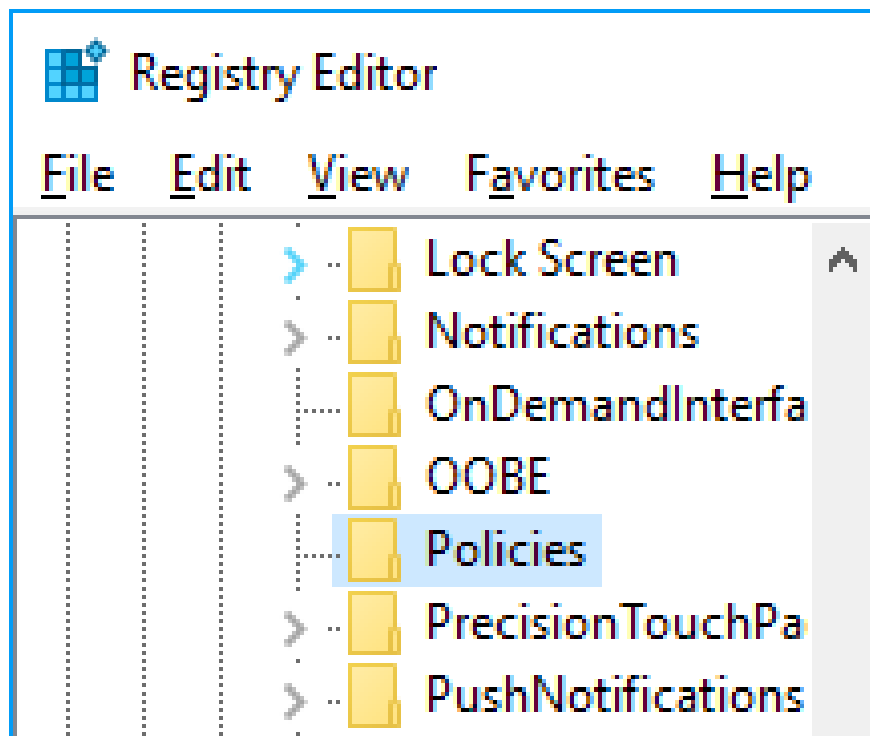 Registry Editor
File Edit View Favorites Help
Lock Screen
Notifications
OnDemandInterfa
OOBE
Policies
PrecisionTouchPa
PushNotifications